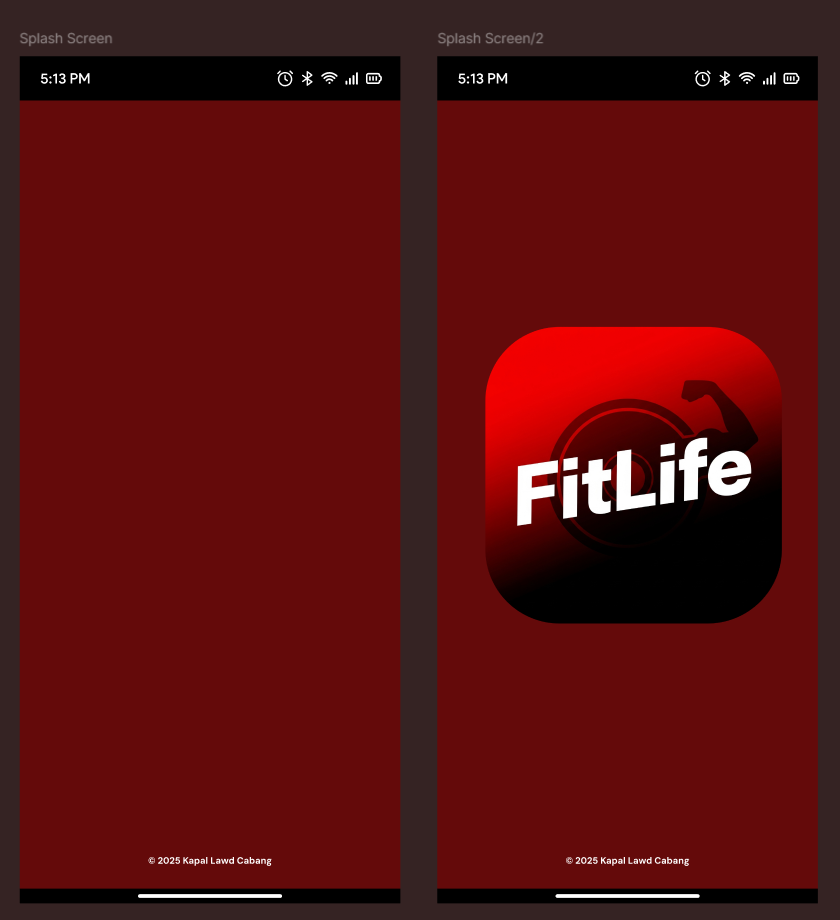 Splash Screen
5:13 PM
© 2025 Kapal Lawd Cabang
Splash Screen/2
5:13 PM
FitLife
© 2025 Kapal Lawd Cabang